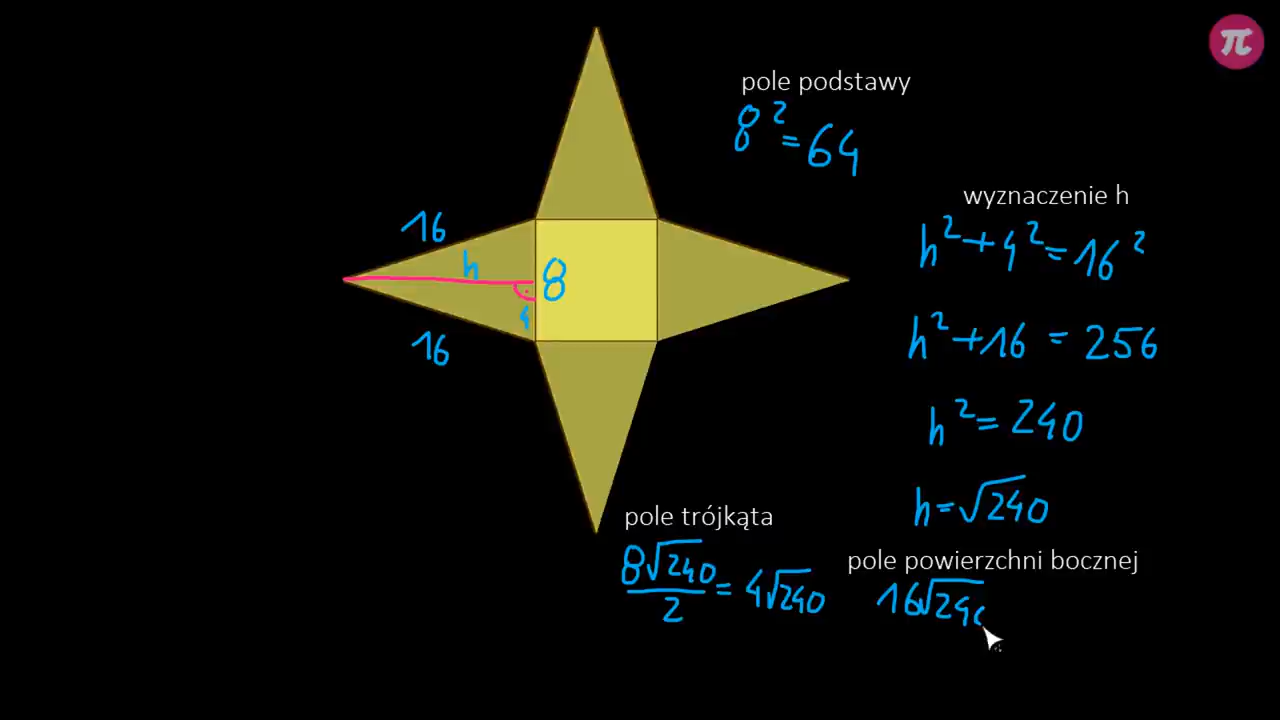 π
pole podstawy
8² = 64
16
h
8
4
16
wyznaczenie h
h² + 4² = 16²
h² + 16 = 256
h² = 240
h = √240
pole trójkąta
8√240 / 2 = 4√240
pole powierzchni bocznej
16√240